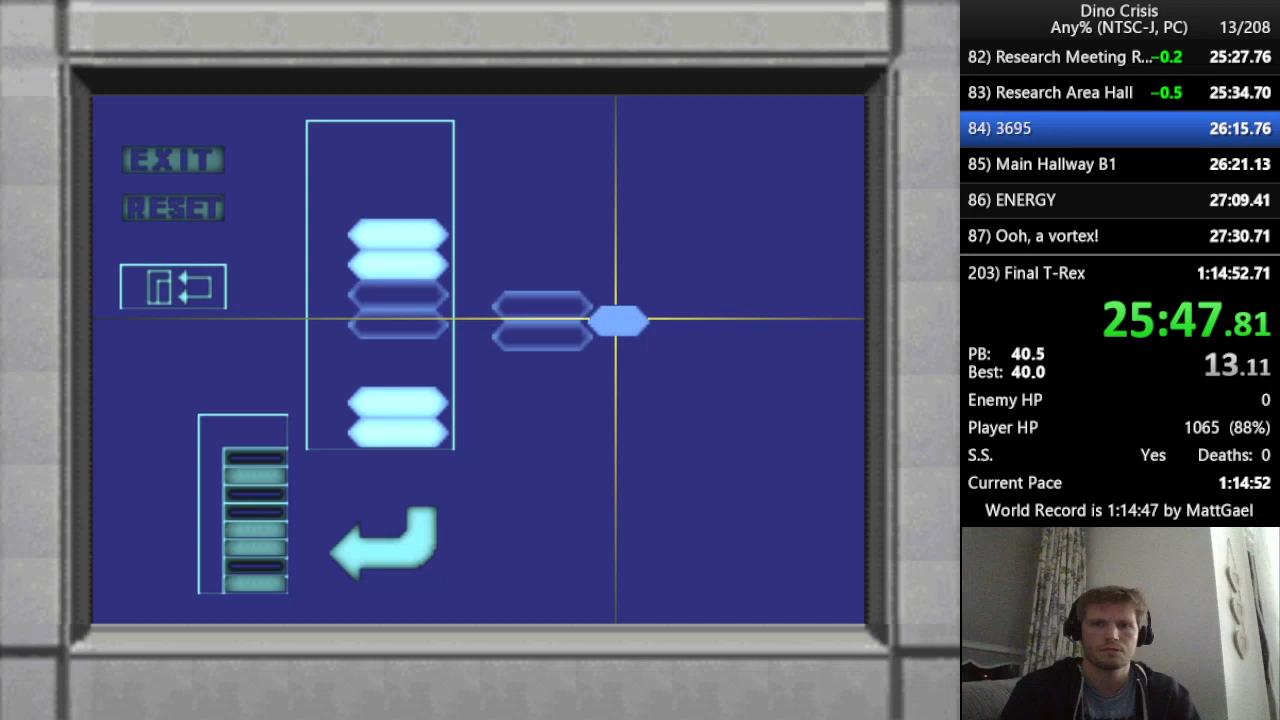 EXIT
RESET
Dino Crisis
Any% (NTSC-J, PC) 13/208
82) Research Meeting R... −0.2 25:27.76
83) Research Area Hall −0.5 25:34.70
84) 3695 26:15.76
85) Main Hallway B1 26:21.13
86) ENERGY 27:09.41
87) Ooh, a vortex! 27:30.71
203) Final T-Rex 1:14:52.71
25:47.81
PB: 40.5
Best: 40.0
13.11
Enemy HP 0
Player HP 1065 (88%)
S.S. Yes Deaths: 0
Current Pace 1:14:52
World Record is 1:14:47 by MattGael